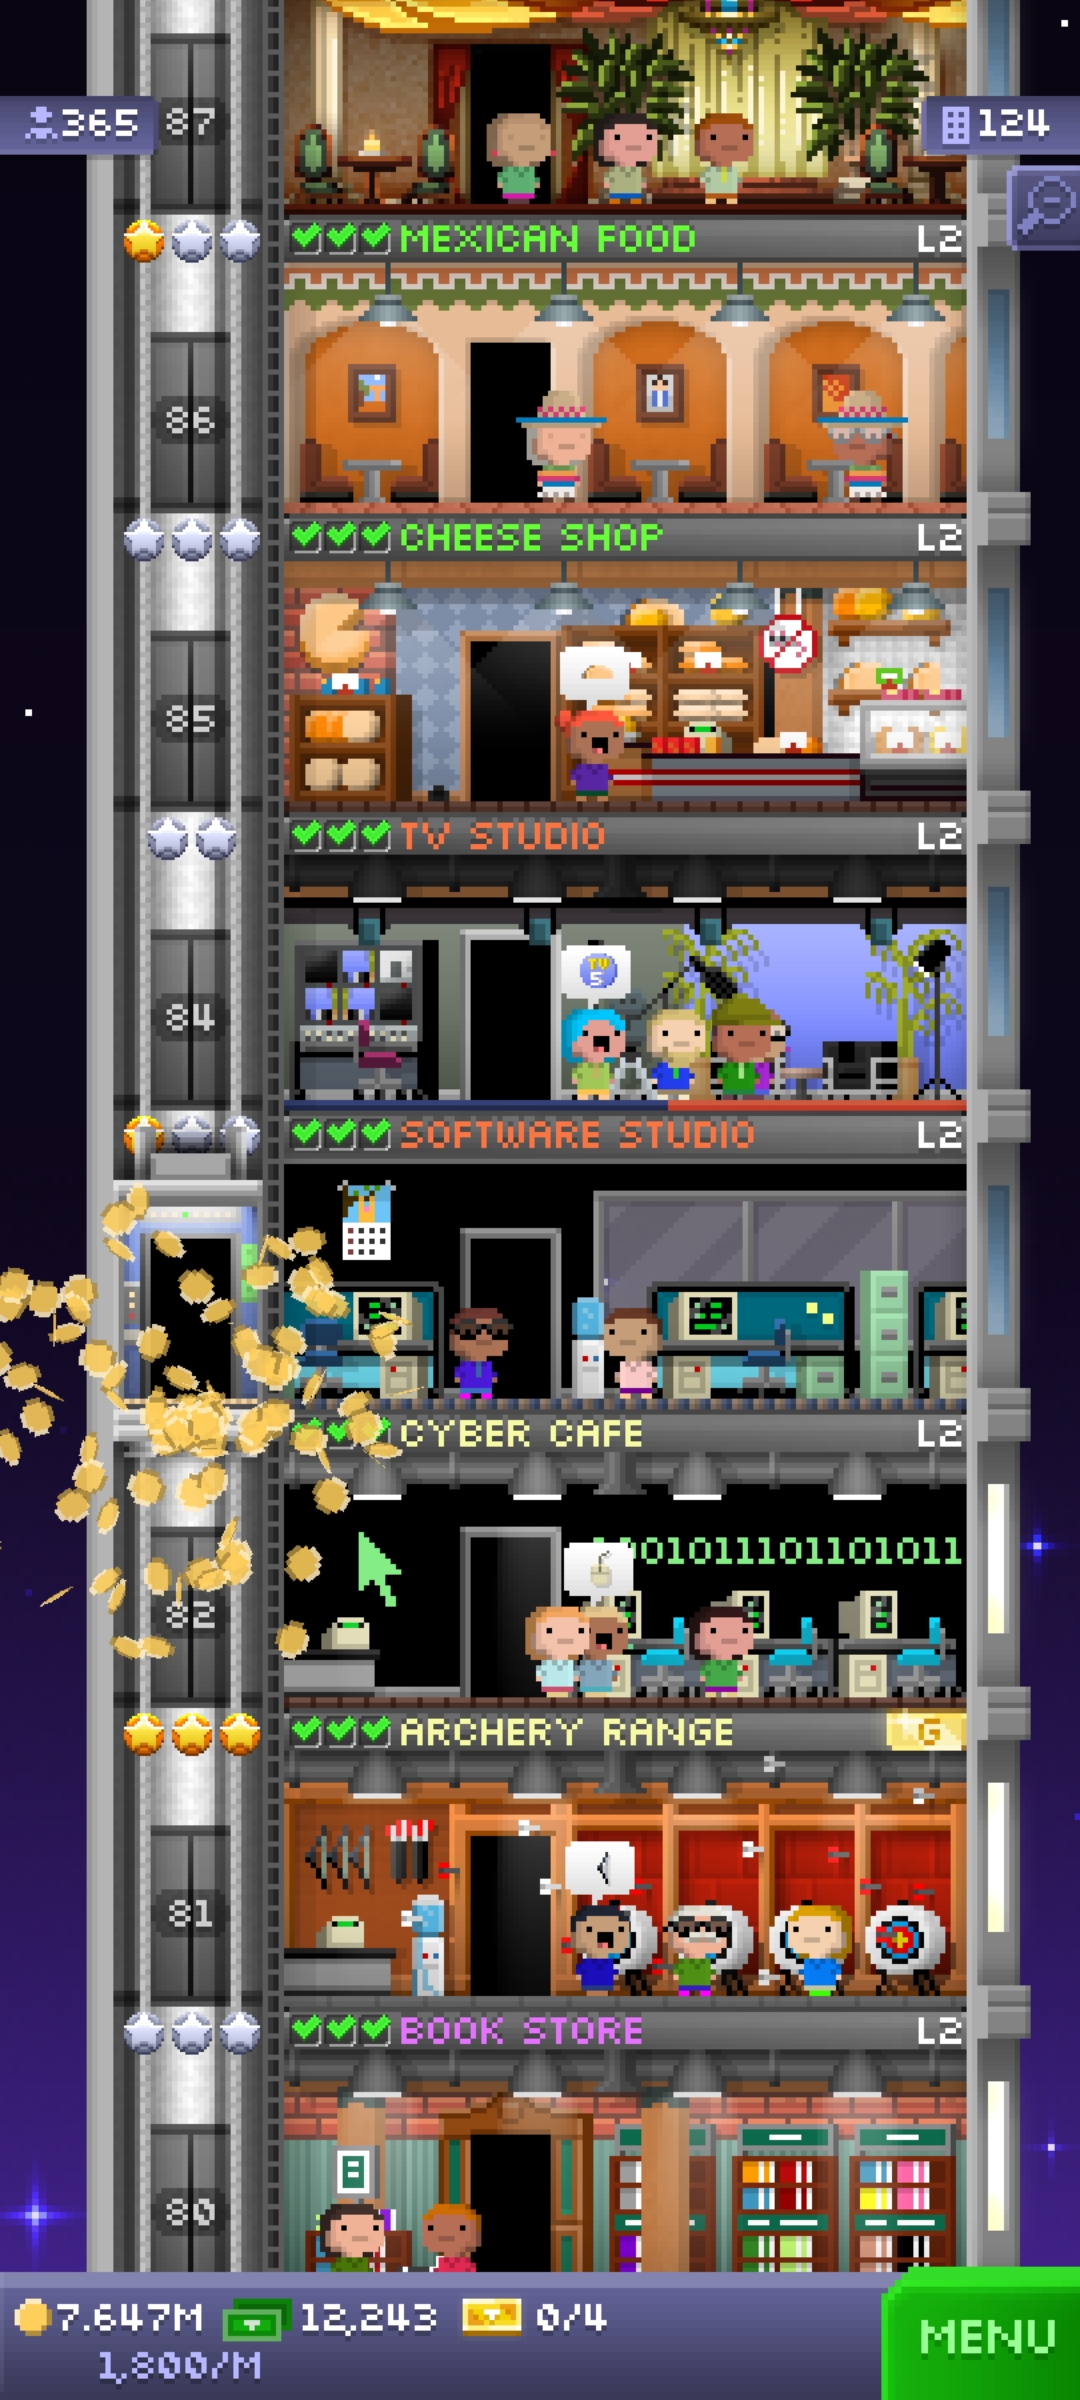 365
87
124
MEXICAN FOOD L2
86
CHEESE SHOP L2
85
TV STUDIO L2
TV
5
84
SOFTWARE STUDIO L2
CYBER CAFE L2
01011101101011
82
ARCHERY RANGE G
81
BOOK STORE L2
8
80
7.647M 12,243 0/4
1,800/M
MENU